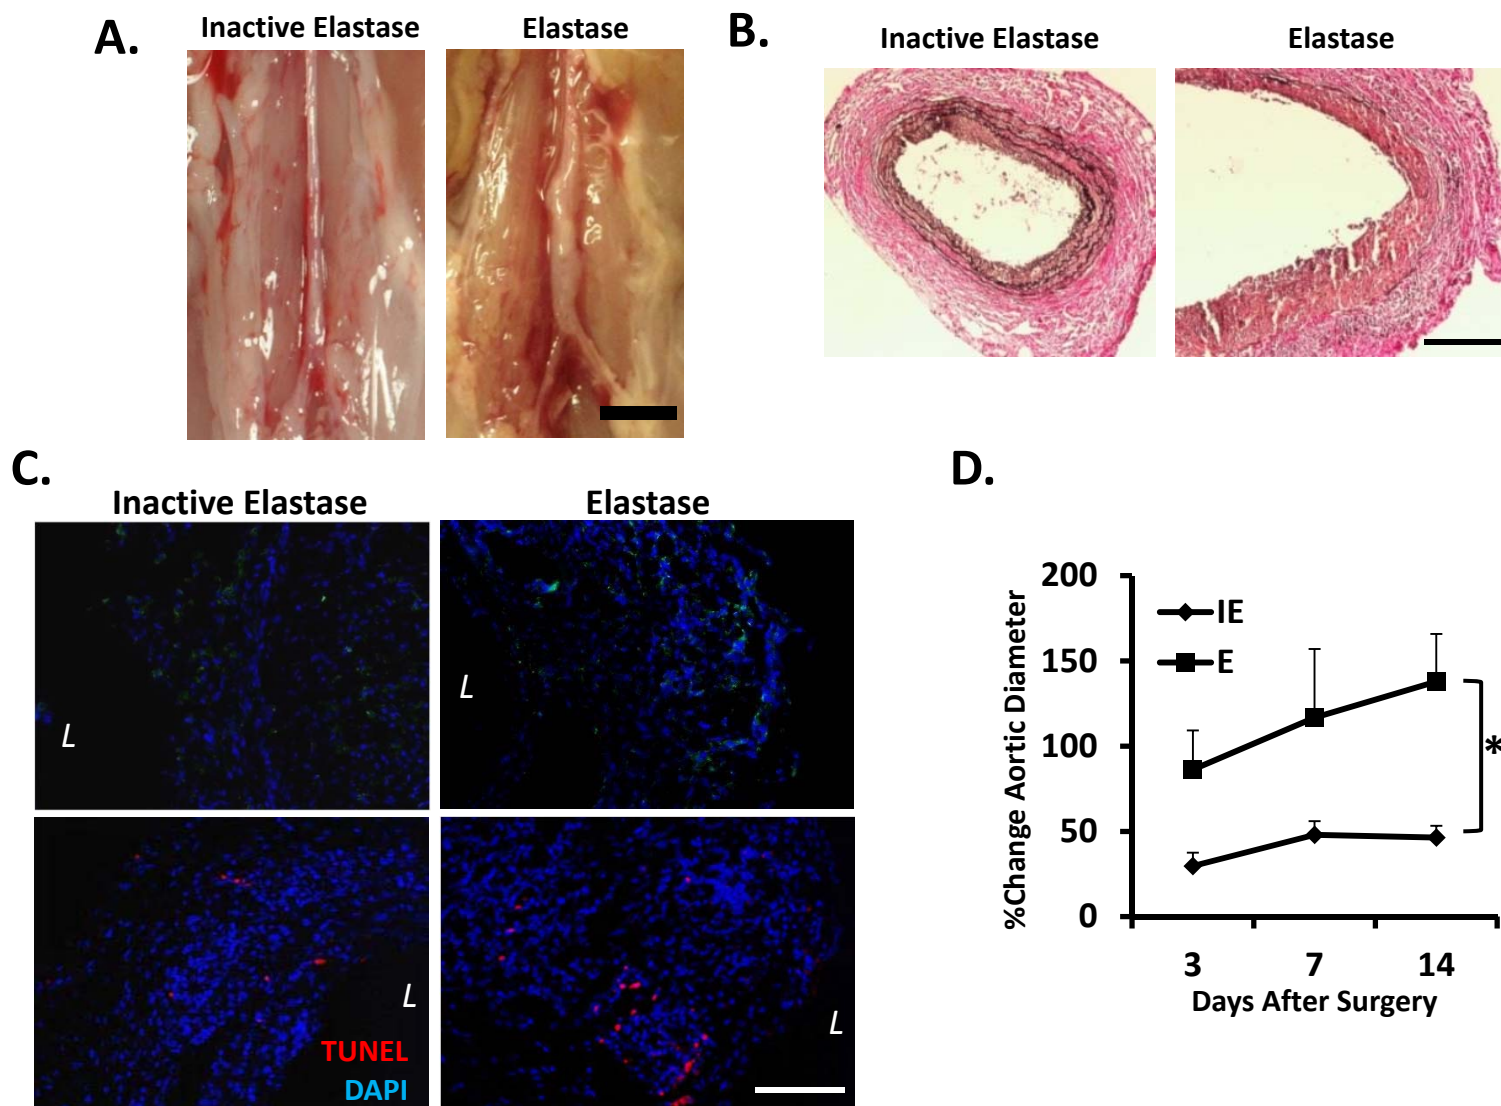 A.
Inactive Elastase
Elastase
B.
Inactive Elastase
Elastase
C.
Inactive Elastase
Elastase
L
L
L
L
TUNEL
DAPI
D.
%Change Aortic Diameter
200
150
100
50
0
IE
E
*
3 7 14
Days After Surgery